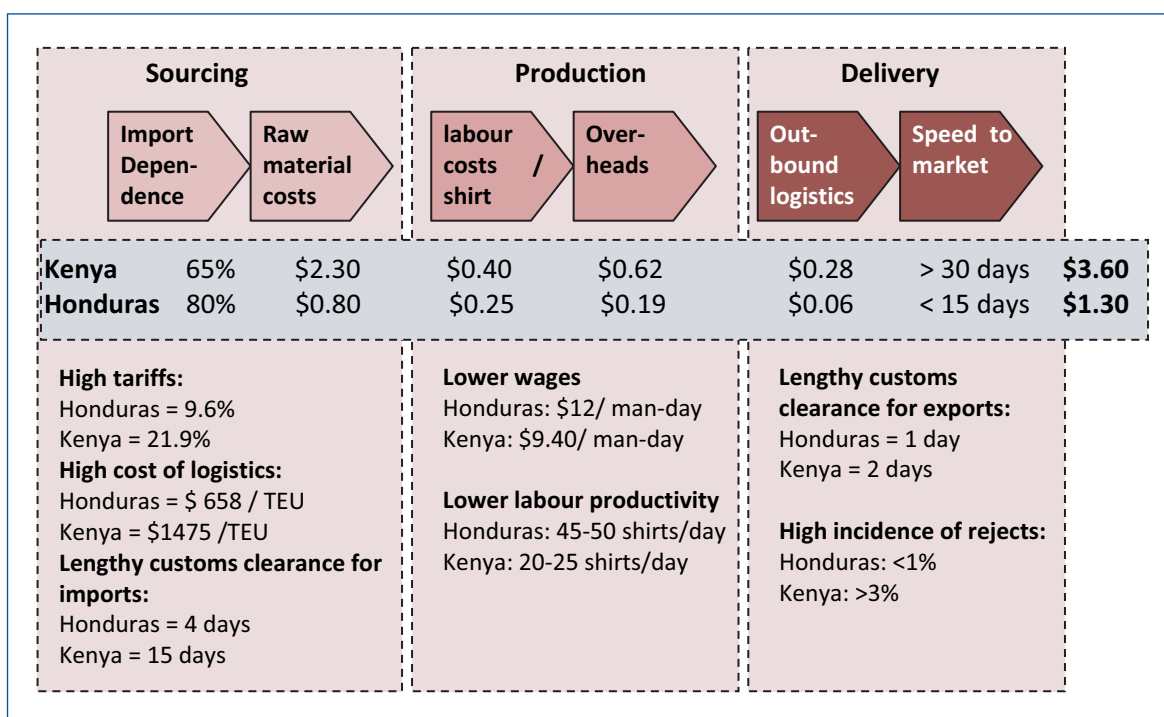 Sourcing
Production
Delivery
Import
Depen-
dence
Raw
material
costs
labour
costs /
shirt
Over-
heads
Out-
bound
logistics
Speed to
market
Kenya 65% $2.30 $0.40 $0.62 $0.28 > 30 days $3.60
Honduras 80% $0.80 $0.25 $0.19 $0.06 < 15 days $1.30
High tariffs:
Honduras = 9.6%
Kenya = 21.9%
High cost of logistics:
Honduras = $ 658 / TEU
Kenya = $1475 /TEU
Lengthy customs clearance for
imports:
Honduras = 4 days
Kenya = 15 days
Lower wages
Honduras: $12/ man-day
Kenya: $9.40/ man-day
Lower labour productivity
Honduras: 45-50 shirts/day
Kenya: 20-25 shirts/day
Lengthy customs
clearance for exports:
Honduras = 1 day
Kenya = 2 days
High incidence of rejects:
Honduras: <1%
Kenya: >3%